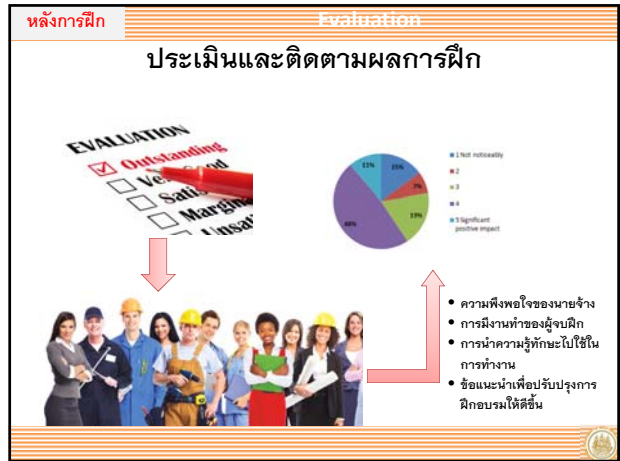 หลังการฝึก
Evaluation
ประเมินและติดตามผลการฝึก
EVALUATION
Outstanding
11%
15%
7%
19%
48%
1 Not noticeably
2
3
4
5 Significant
positive impact
• ความพึงพอใจของนายจ้าง
• การมีงานทำของผู้จบฝึก
• การนำความรู้ทักษะไปใช้ใน
การทำงาน
• ข้อแนะนำเพื่อปรับปรุงการ
ฝึกอบรมให้ดีขึ้น